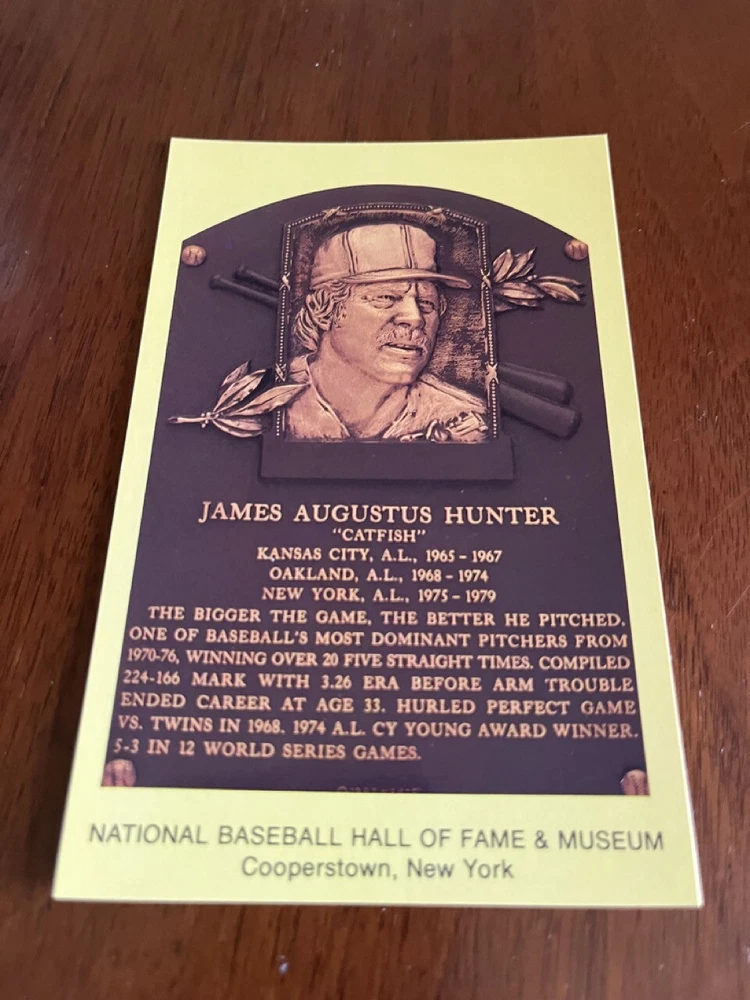 JAMES AUGUSTUS HUNTER
"CATFISH"
KANSAS CITY, A.L., 1965 - 1967
OAKLAND, A.L., 1968 - 1974
NEW YORK, A.L., 1975 - 1979
THE BIGGER THE GAME, THE BETTER HE PITCHED.
ONE OF BASEBALL'S MOST DOMINANT PITCHERS FROM
1970-76, WINNING OVER 20 FIVE STRAIGHT TIMES. COMPILED
224-166 MARK WITH 3.26 ERA BEFORE ARM TROUBLE
ENDED CAREER AT AGE 33. HURLED PERFECT GAME
VS. TWINS IN 1968. 1974 A.L. CY YOUNG AWARD WINNER.
5-3 IN 12 WORLD SERIES GAMES.
NATIONAL BASEBALL HALL OF FAME & MUSEUM
Cooperstown, New York